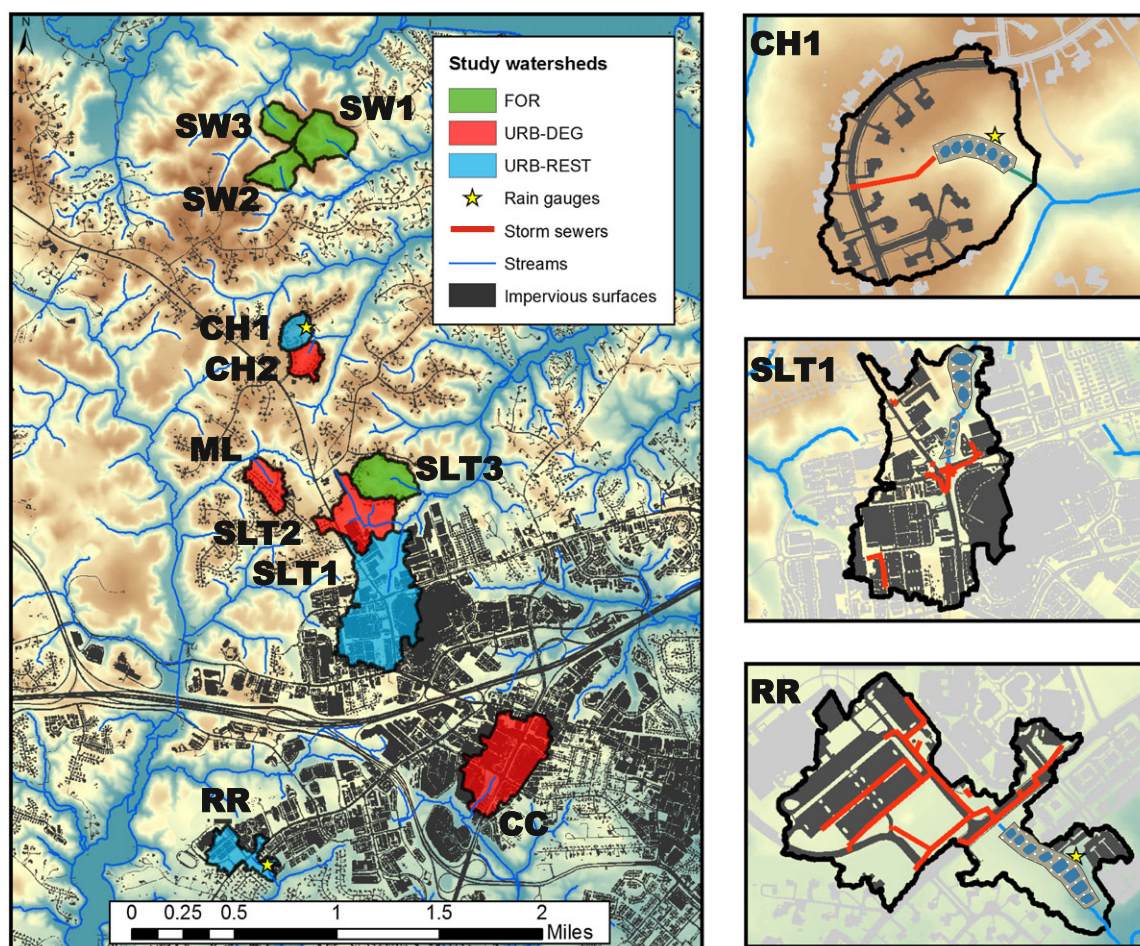 N
SW1
SW3
SW2
Study watersheds
FOR
URB-DEG
URB-REST
Rain gauges
Storm sewers
Streams
Impervious surfaces
CH1
CH2
ML
SLT3
SLT2
SLT1
RR
CC
0 0.25 0.5 1 1.5 2
Miles
CH1
SLT1
RR